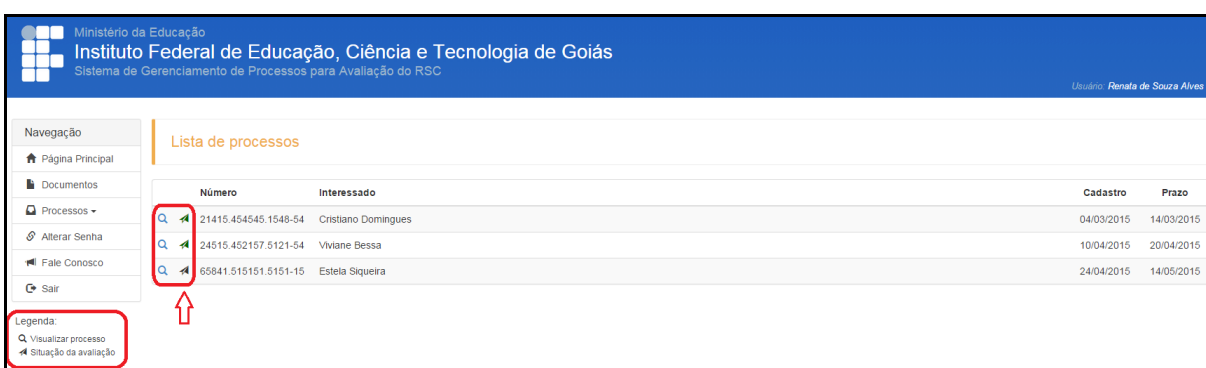 Ministério da Educação
Instituto Federal de Educação, Ciência e Tecnologia de Goiás
Sistema de Gerenciamento de Processos para Avaliação do RSC
Usuário: Renata de Souza Alves
Navegação
Página Principal
Documentos
Processos
Alterar Senha
Fale Conosco
Sair
Legenda:
Visualizar processo
Situação da avaliação
Lista de processos
Número Interessado Cadastro Prazo
21415.454545.1548-54 Cristiano Domingues 04/03/2015 14/03/2015
24515.452157.5121-54 Viviane Bessa 10/04/2015 20/04/2015
65841.515151.5151-15 Estela Siqueira 24/04/2015 14/05/2015